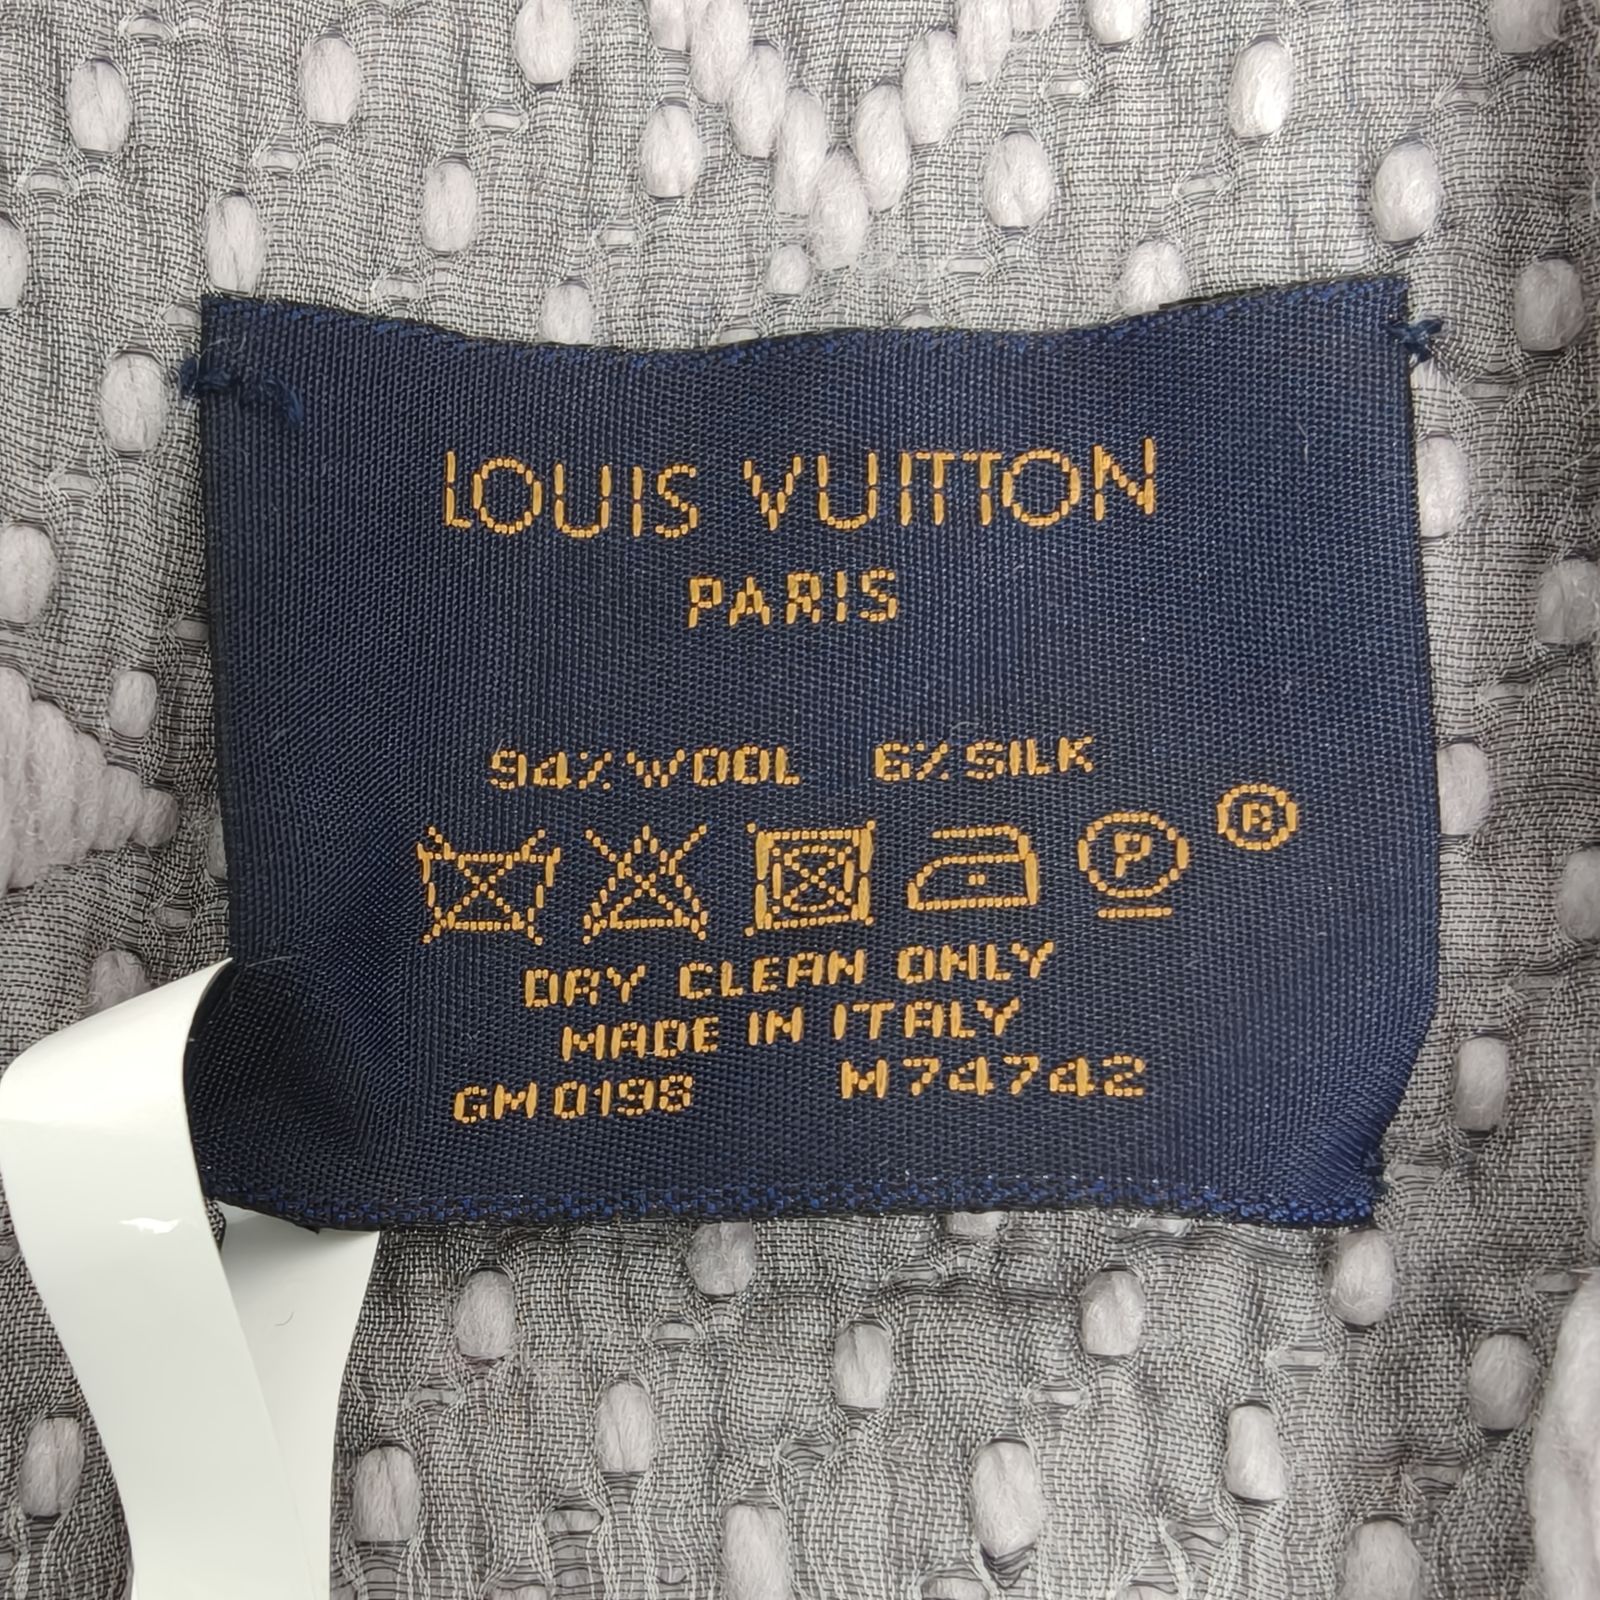 LOUIS VUITTON
PARIS
94% WOOL 6% SILK
P ®
DRY CLEAN ONLY
MADE IN ITALY
GM0198 M74742